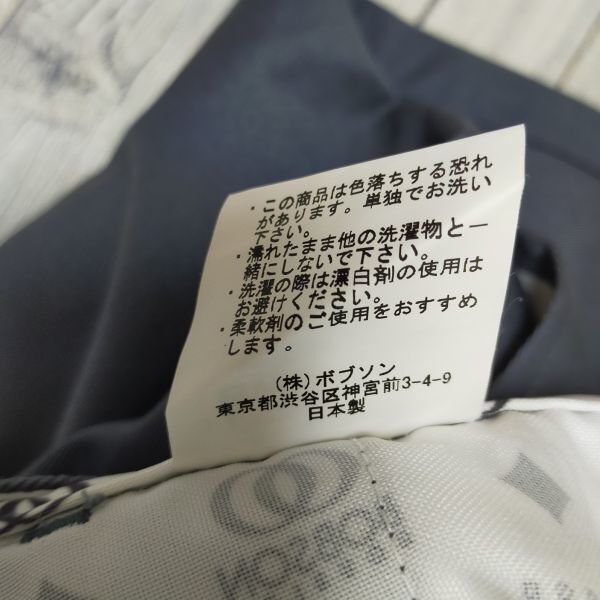 ・この商品は色落ちする恐れ
があります。単独でお洗い
下さい。
・濡れたまま他の洗濯物と一
緒にしないで下さい。
・洗濯の際は漂白剤の使用は
お避けください。
・柔軟剤のご使用をおすすめ
します。
(株)ボブソン
東京都渋谷区神宮前3-4-9
日本製
BOBSON